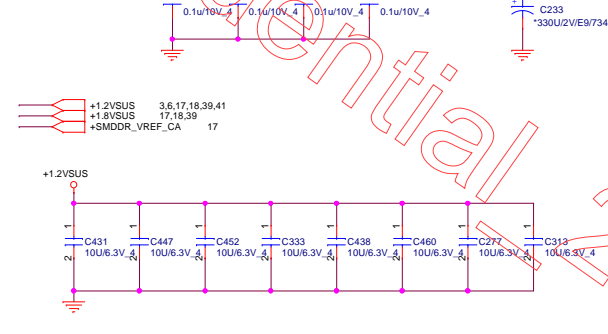 0.1u/10V_4 0.1u/10V_4 0.1u/10V_4 0.1u/10V_4
+ C233
*330U/2V/E9/734
+1.2VSUS 3,6,17,18,39,41
+1.8VSUS 17,18,39
+SMDDR_VREF_CA 17
+1.2VSUS
1 1 1 1 1 1 1 1
C431 C447 C452 C333 C438 C460 C277 C313
10U/6.3V_4 10U/6.3V_4 10U/6.3V_4 10U/6.3V_4 10U/6.3V_4 10U/6.3V_4 10U/6.3V_4 10U/6.3V_4
2 2 2 2 2 2 2 2
dential